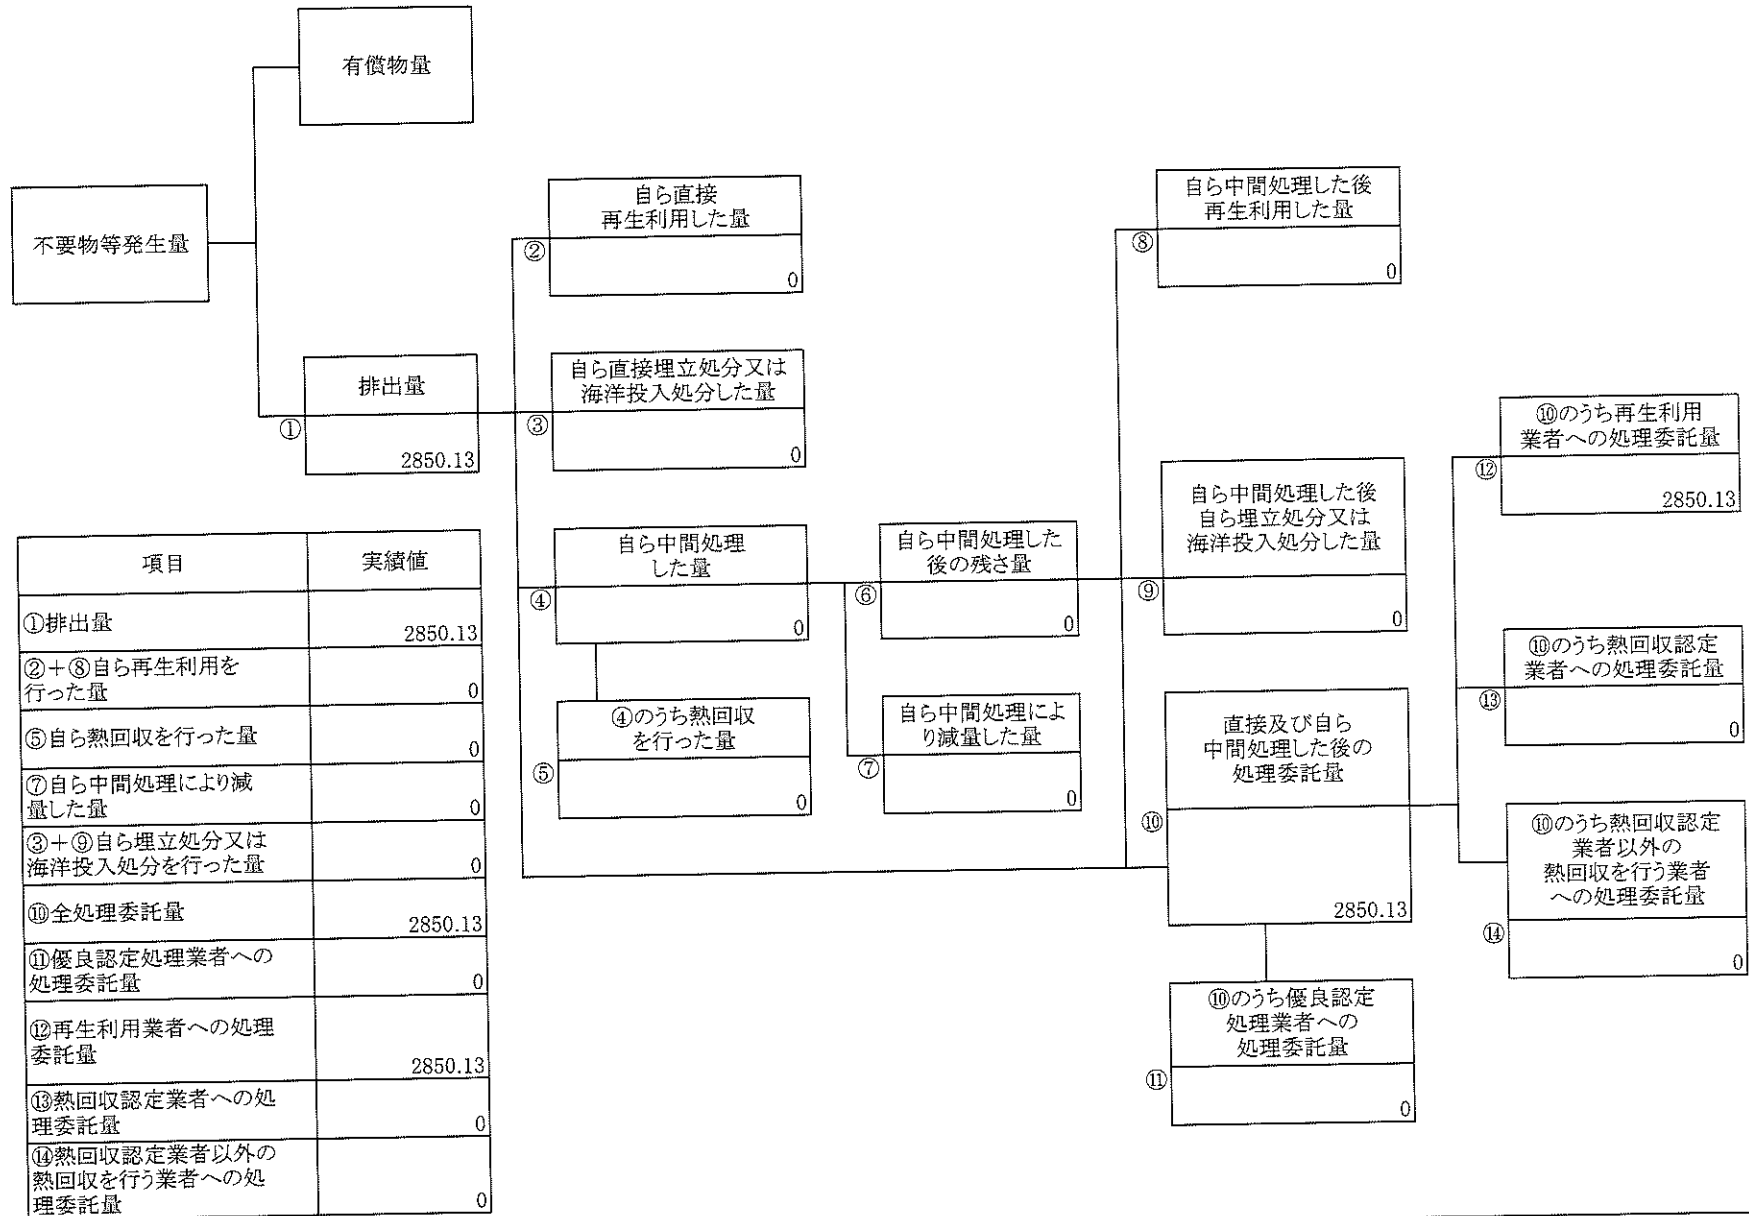 有償物量
不要物等発生量
自ら直接
再生利用した量
②
0
自ら中間処理した後
再生利用した量
⑧
0
排出量
①
2850.13
自ら直接埋立処分又は
海洋投入処分した量
③
0
⑩のうち再生利用
業者への処理委託量
⑫
2850.13
自ら中間処理
した量
④
0
自ら中間処理した
後の残さ量
⑥
0
自ら中間処理した後
自ら埋立処分又は
海洋投入処分した量
⑨
0
⑩のうち熱回収認定
業者への処理委託量
⑬
0
④のうち熱回収
を行った量
⑤
0
自ら中間処理によ
り減量した量
⑦
0
直接及び自ら
中間処理した後の
処理委託量
⑩
2850.13
⑩のうち熱回収認定
業者以外の
熱回収を行う業者
への処理委託量
⑭
0
⑩のうち優良認定
処理業者への
処理委託量
⑪
0
項目 実績値
①排出量 2850.13
②+⑧自ら再生利用を
行った量 0
⑤自ら熱回収を行った量 0
⑦自ら中間処理により減
量した量 0
③+⑨自ら埋立処分又は
海洋投入処分を行った量 0
⑩全処理委託量 2850.13
⑪優良認定処理業者への
処理委託量 0
⑫再生利用業者への処理
委託量 2850.13
⑬熱回収認定業者への処
理委託量 0
⑭熱回収認定業者以外の
熱回収を行う業者への処
理委託量 0